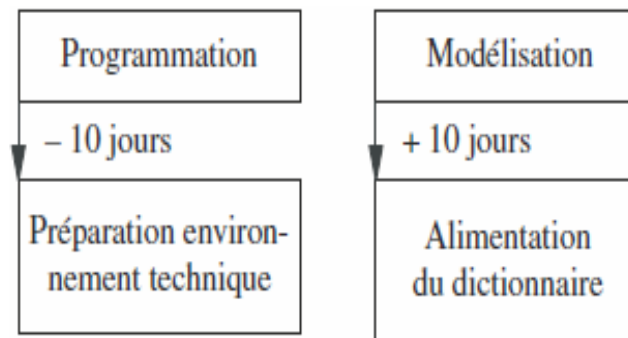 Programmation
– 10 jours
Préparation environ-
nement technique
Modélisation
+ 10 jours
Alimentation
du dictionnaire